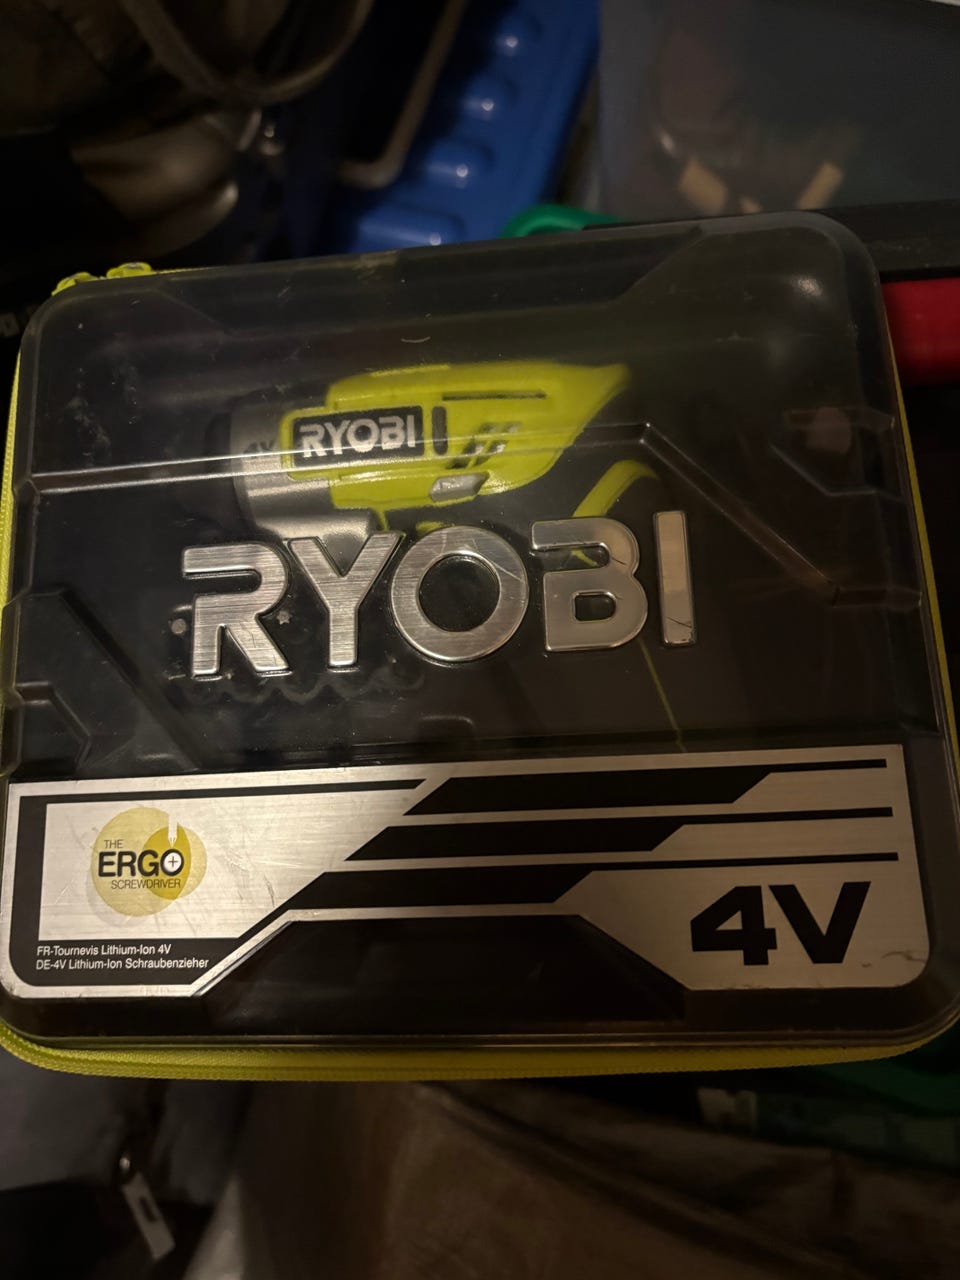 4V RYOBI
RYOBI
THE
ERGO
SCREWDRIVER
FR-Tournevis Lithium-Ion 4V
DE-4V Lithium-Ion Schraubenzieher
4V